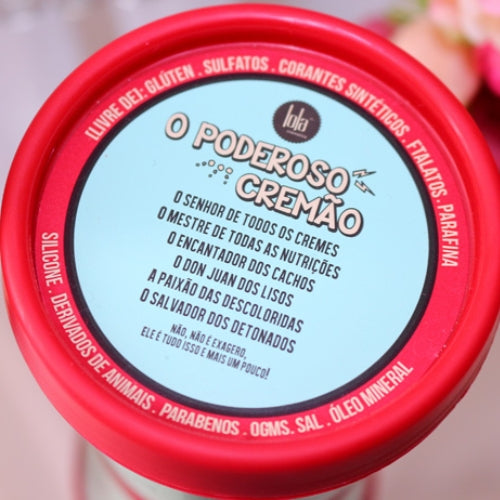 [LIVRE DE]: GLÚTEN . SULFATOS . CORANTES SINTÉTICOS . FTALATOS . PARAFINA
lola
O PODEROSO
CREMÃO
O SENHOR DE TODOS OS CREMES
O MESTRE DE TODAS AS NUTRIÇÕES
O ENCANTADOR DOS CACHOS
O DON JUAN DOS LISOS
A PAIXÃO DAS DESCOLORIDAS
O SALVADOR DOS DETONADOS
NÃO, NÃO É EXAGERO,
ELE É TUDO ISSO E MAIS UM POUCO!
SILICONE . DERIVADOS DE ANIMAIS . PARABENOS . OGMS. SAL . ÓLEO MINERAL